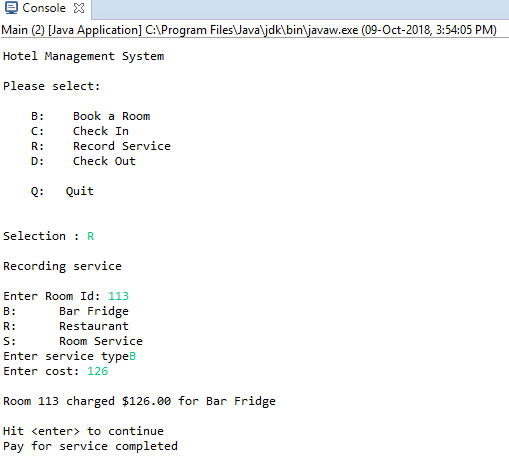 Console
Main (2) [Java Application] C:\Program Files\Java\jdk\bin\javaw.exe (09-Oct-2018, 3:54:05 PM)
Hotel Management System
Please select:
B: Book a Room
C: Check In
R: Record Service
D: Check Out
Q: Quit
Selection : R
Recording service
Enter Room Id: 113
B: Bar Fridge
R: Restaurant
S: Room Service
Enter service typeB
Enter cost: 126
Room 113 charged $126.00 for Bar Fridge
Hit <enter> to continue
Pay for service completed